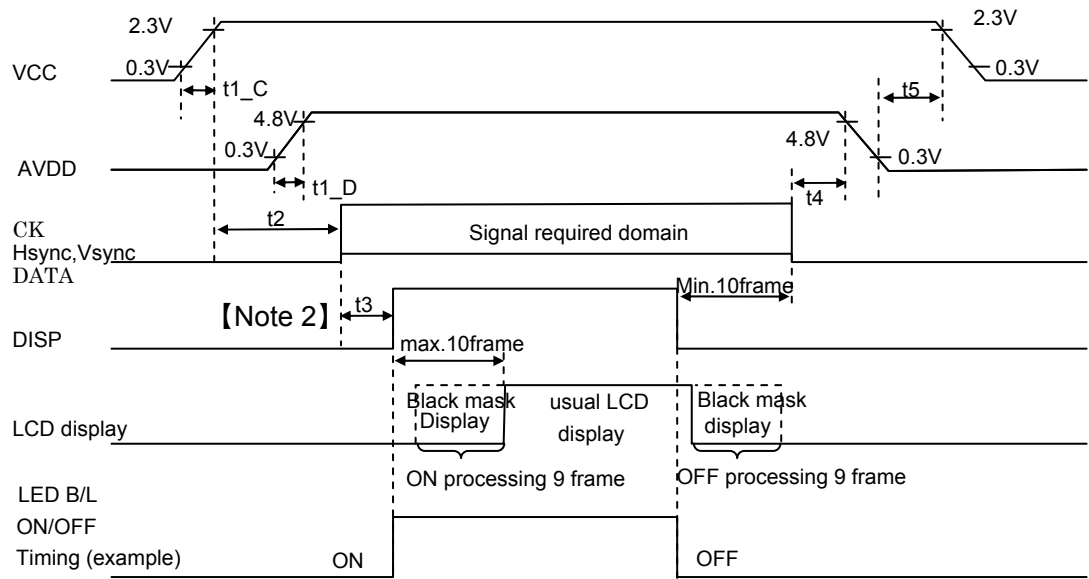 2.3V 2.3V
VCC 0.3V 0.3V
t1_C t5
4.8V 4.8V
AVDD 0.3V 0.3V
t1_D t4
CK t2
Hsync,Vsync Signal required domain
DATA
Min.10frame
【Note 2】 t3
DISP
max.10frame
Black mask usual LCD Black mask
Display display display
LCD display
ON processing 9 frame OFF processing 9 frame
LED B/L
ON/OFF
Timing (example) ON OFF